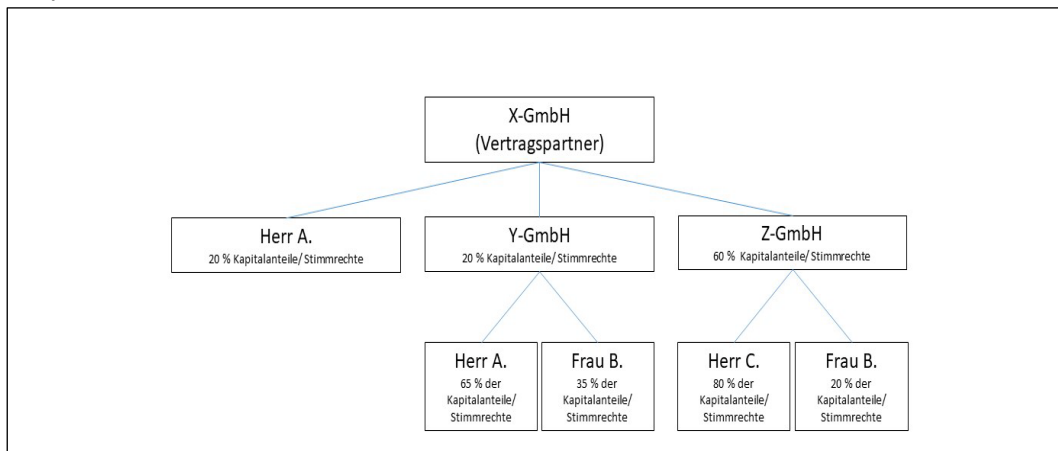 X-GmbH
(Vertragspartner)
Herr A.
20 % Kapitalanteile/ Stimmrechte
Y-GmbH
20 % Kapitalanteile/ Stimmrechte
Z-GmbH
60 % Kapitalanteile/ Stimmrechte
Herr A.
65 % der
Kapitalanteile/
Stimmrechte
Frau B.
35 % der
Kapitalanteile/
Stimmrechte
Herr C.
80 % der
Kapitalanteile/
Stimmrechte
Frau B.
20 % der
Kapitalanteile/
Stimmrechte